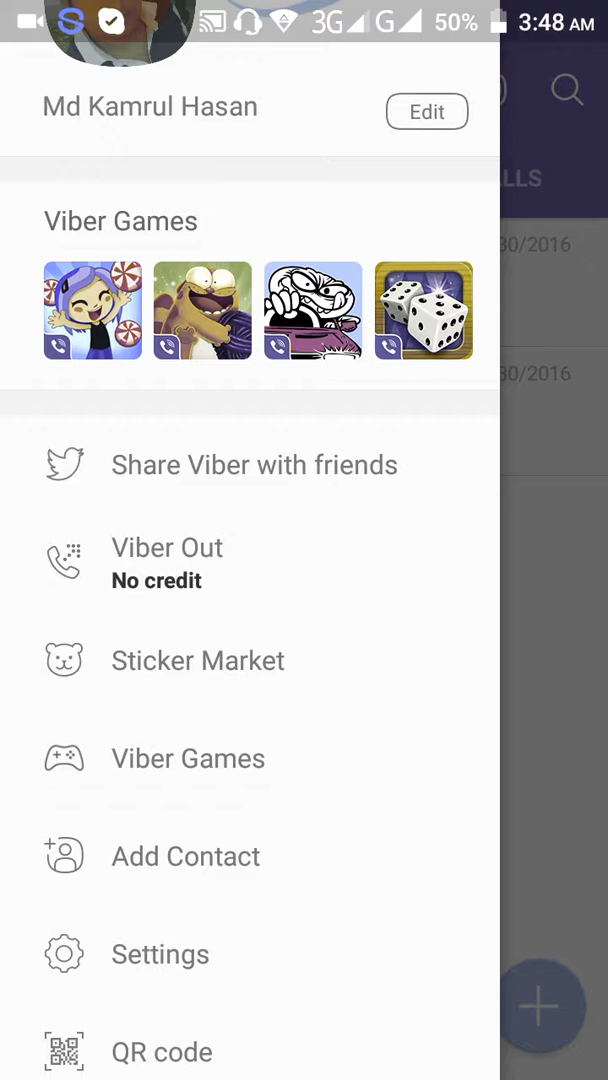 3G G 50% 3:48 AM
Md Kamrul Hasan
Edit
LLS
Viber Games
30/2016
30/2016
Share Viber with friends
Viber Out
No credit
Sticker Market
Viber Games
Add Contact
Settings
QR code